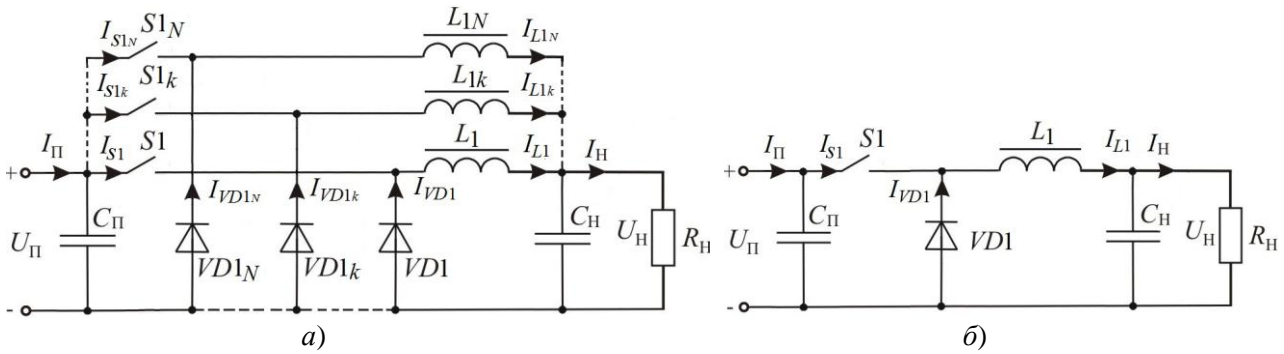 I_{S1N} S1_N L_{1N} I_{L1N}
I_{S1k} S1_k L_{1k} I_{L1k}
I_П I_{S1} S1 L_1 I_{L1} I_Н
+ I_{VD1N} I_{VD1k} I_{VD1}
U_П C_П VD1_N VD1_k VD1 C_Н U_Н R_Н
-
а)
I_П I_{S1} S1 L_1 I_{L1} I_Н
+ I_{VD1}
U_П C_П VD1 C_Н U_Н R_Н
-
б)